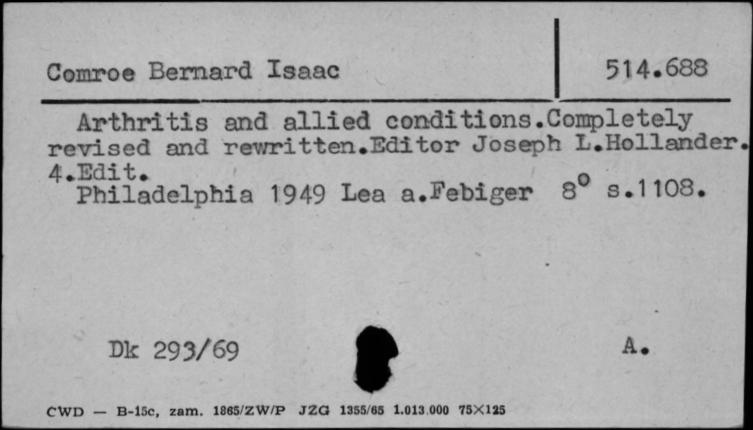 Comroe Bernard Isaac 514.688
Arthritis and allied conditions.Completely
revised and rewritten.Editor Joseph L.Hollander.
4.Edit.
Philadelphia 1949 Lea a.Febiger 8° s.1108.
Dk 293/69 A.
CWD — B-15c, zam. 1865/ZW/P JZG 1355/65 1.013.000 75×125